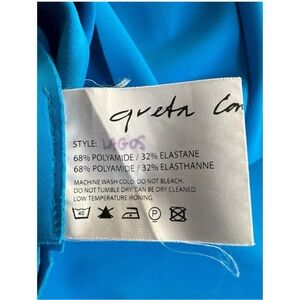 greta Con
STYLE: LAGOS
68% POLYAMIDE / 32% ELASTANE
68% POLYAMIDE / 32% ELASTHANNE
MACHINE WASH COLD. DO NOT BLEACH.
DO NOT TUMBLE DRY. CAN BE DRY CLEANED.
LOW TEMPERATURE IRONING.
40 P